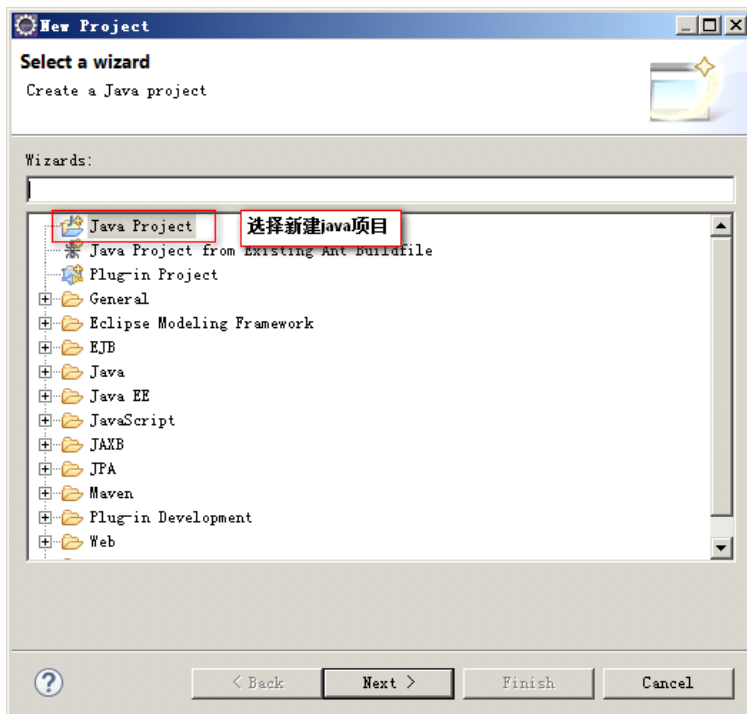 New Project
Select a wizard
Create a Java project
Wizards:
Java Project
选择新建java项目
Java Project from Existing Ant Buildfile
Plug-in Project
General
Eclipse Modeling Framework
EJB
Java
Java EE
JavaScript
JAXB
JPA
Maven
Plug-in Development
Web
?
< Back
Next >
Finish
Cancel